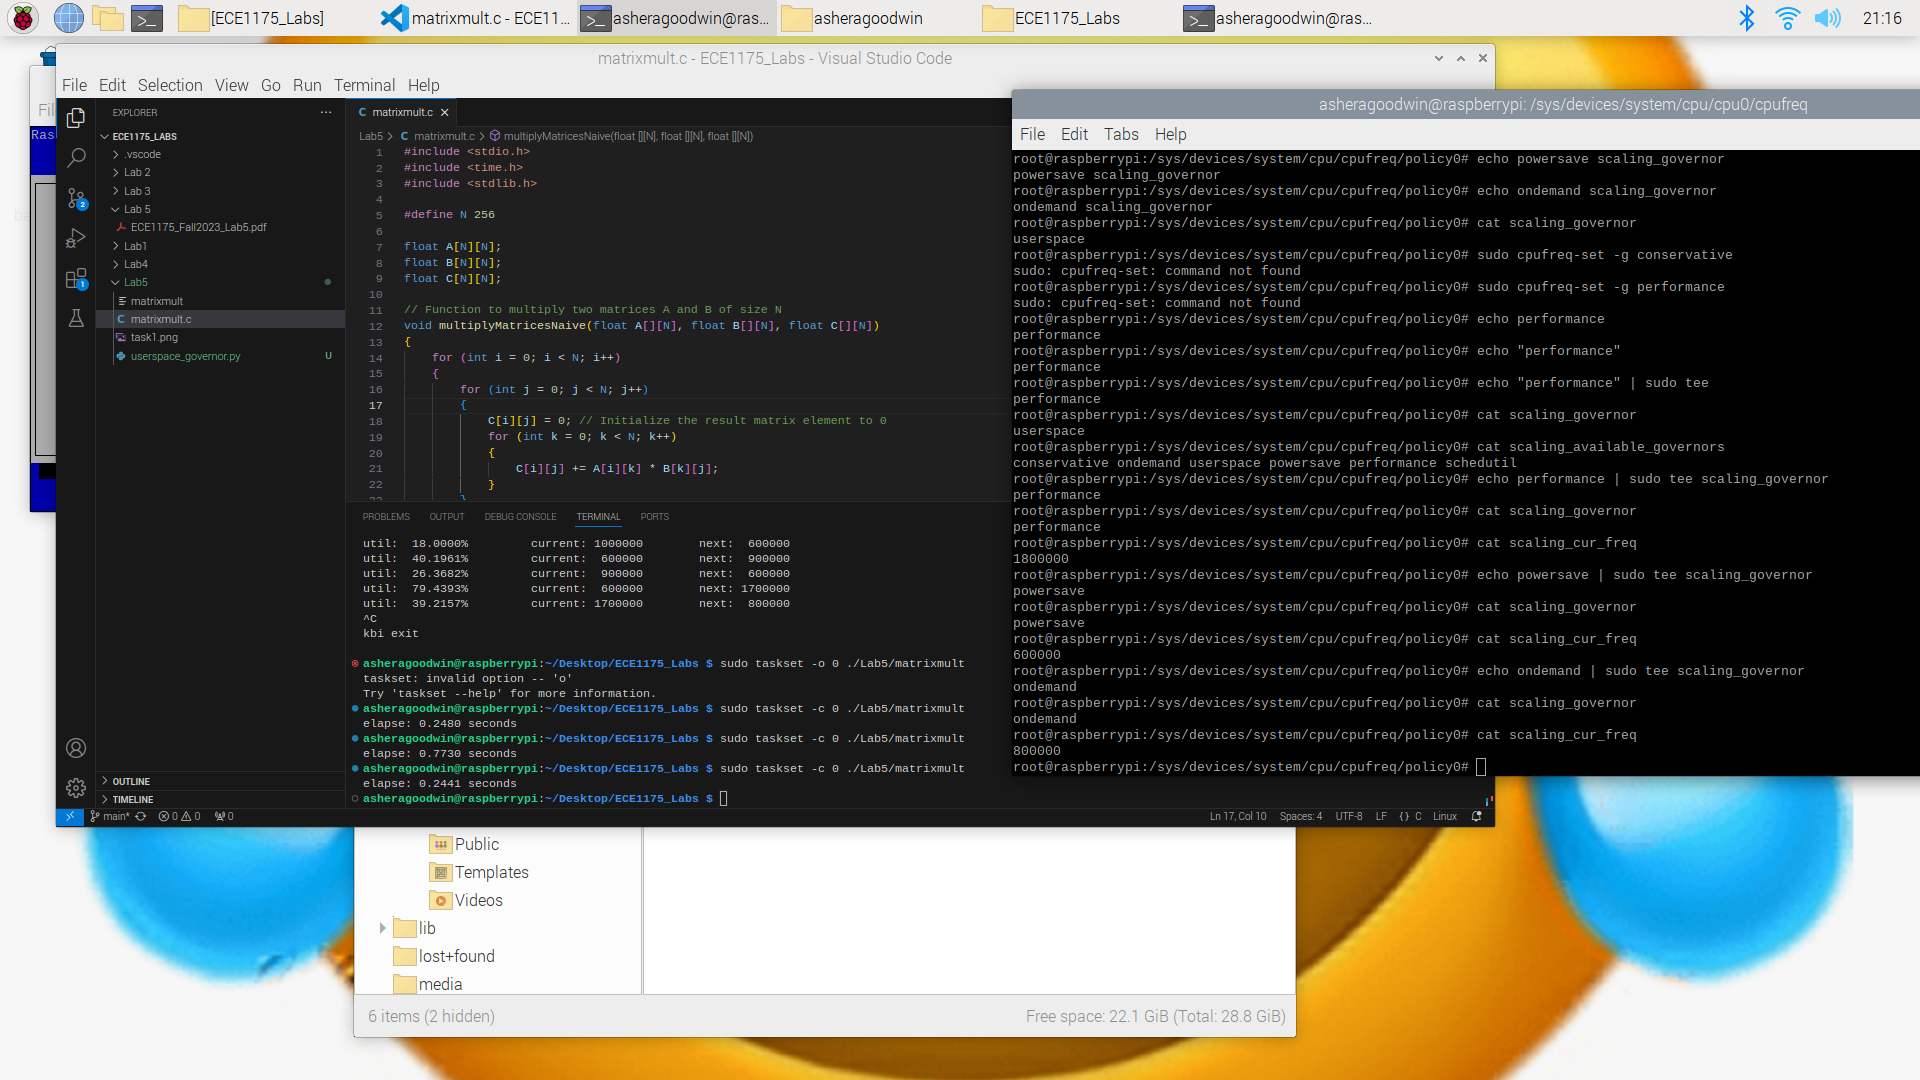 [ECE1175_Labs]
matrixmult.c - ECE11...
asheragoodwin@ras...
asheragoodwin
ECE1175_Labs
asheragoodwin@ras...
21:16
matrixmult.c - ECE1175_Labs - Visual Studio Code
File Edit Selection View Go Run Terminal Help
EXPLORER
ECE1175_LABS
.vscode
Lab 2
Lab 3
Lab 5
ECE1175_Fall2023_Lab5.pdf
Lab1
Lab4
Lab5
matrixmult
matrixmult.c
task1.png
userspace_governor.py U
OUTLINE
TIMELINE
2
1
C matrixmult.c
Lab5 > C matrixmult.c > multiplyMatricesNaive(float [][N], float [][N], float [][N])
1 #include <stdio.h>
2 #include <time.h>
3 #include <stdlib.h>
4
5 #define N 256
6
7 float A[N][N];
8 float B[N][N];
9 float C[N][N];
10
11 // Function to multiply two matrices A and B of size N
12 void multiplyMatricesNaive(float A[][N], float B[][N], float C[][N])
13 {
14 for (int i = 0; i < N; i++)
15 {
16 for (int j = 0; j < N; j++)
17 {
18 C[i][j] = 0; // Initialize the result matrix element to 0
19 for (int k = 0; k < N; k++)
20 {
21 C[i][j] += A[i][k] * B[k][j];
22 }
23 }
PROBLEMS OUTPUT DEBUG CONSOLE TERMINAL PORTS
util: 18.0000% current: 1000000 next: 600000
util: 40.1961% current: 600000 next: 900000
util: 26.3682% current: 900000 next: 600000
util: 79.4393% current: 600000 next: 1700000
util: 39.2157% current: 1700000 next: 800000
^C
kbi exit
asheragoodwin@raspberrypi:~/Desktop/ECE1175_Labs $ sudo taskset -o 0 ./Lab5/matrixmult
taskset: invalid option -- 'o'
Try 'taskset --help' for more information.
asheragoodwin@raspberrypi:~/Desktop/ECE1175_Labs $ sudo taskset -c 0 ./Lab5/matrixmult
elapse: 0.2480 seconds
asheragoodwin@raspberrypi:~/Desktop/ECE1175_Labs $ sudo taskset -c 0 ./Lab5/matrixmult
elapse: 0.7730 seconds
asheragoodwin@raspberrypi:~/Desktop/ECE1175_Labs $ sudo taskset -c 0 ./Lab5/matrixmult
elapse: 0.2441 seconds
asheragoodwin@raspberrypi:~/Desktop/ECE1175_Labs $
main* 0 0 0
Ln 17, Col 10 Spaces: 4 UTF-8 LF {} C Linux
asheragoodwin@raspberrypi: /sys/devices/system/cpu/cpu0/cpufreq
File Edit Tabs Help
root@raspberrypi:/sys/devices/system/cpu/cpufreq/policy0# echo powersave scaling_governor
powersave scaling_governor
root@raspberrypi:/sys/devices/system/cpu/cpufreq/policy0# echo ondemand scaling_governor
ondemand scaling_governor
root@raspberrypi:/sys/devices/system/cpu/cpufreq/policy0# cat scaling_governor
userspace
root@raspberrypi:/sys/devices/system/cpu/cpufreq/policy0# sudo cpufreq-set -g conservative
sudo: cpufreq-set: command not found
root@raspberrypi:/sys/devices/system/cpu/cpufreq/policy0# sudo cpufreq-set -g performance
sudo: cpufreq-set: command not found
root@raspberrypi:/sys/devices/system/cpu/cpufreq/policy0# echo performance
performance
root@raspberrypi:/sys/devices/system/cpu/cpufreq/policy0# echo "performance"
performance
root@raspberrypi:/sys/devices/system/cpu/cpufreq/policy0# echo "performance" | sudo tee
performance
root@raspberrypi:/sys/devices/system/cpu/cpufreq/policy0# cat scaling_governor
userspace
root@raspberrypi:/sys/devices/system/cpu/cpufreq/policy0# cat scaling_available_governors
conservative ondemand userspace powersave performance schedutil
root@raspberrypi:/sys/devices/system/cpu/cpufreq/policy0# echo performance | sudo tee scaling_governor
performance
root@raspberrypi:/sys/devices/system/cpu/cpufreq/policy0# cat scaling_governor
performance
root@raspberrypi:/sys/devices/system/cpu/cpufreq/policy0# cat scaling_cur_freq
1800000
root@raspberrypi:/sys/devices/system/cpu/cpufreq/policy0# echo powersave | sudo tee scaling_governor
powersave
root@raspberrypi:/sys/devices/system/cpu/cpufreq/policy0# cat scaling_governor
powersave
root@raspberrypi:/sys/devices/system/cpu/cpufreq/policy0# cat scaling_cur_freq
600000
root@raspberrypi:/sys/devices/system/cpu/cpufreq/policy0# echo ondemand | sudo tee scaling_governor
ondemand
root@raspberrypi:/sys/devices/system/cpu/cpufreq/policy0# cat scaling_governor
ondemand
root@raspberrypi:/sys/devices/system/cpu/cpufreq/policy0# cat scaling_cur_freq
800000
root@raspberrypi:/sys/devices/system/cpu/cpufreq/policy0#
Public
Templates
Videos
lib
lost+found
media
6 items (2 hidden)
Free space: 22.1 GiB (Total: 28.8 GiB)